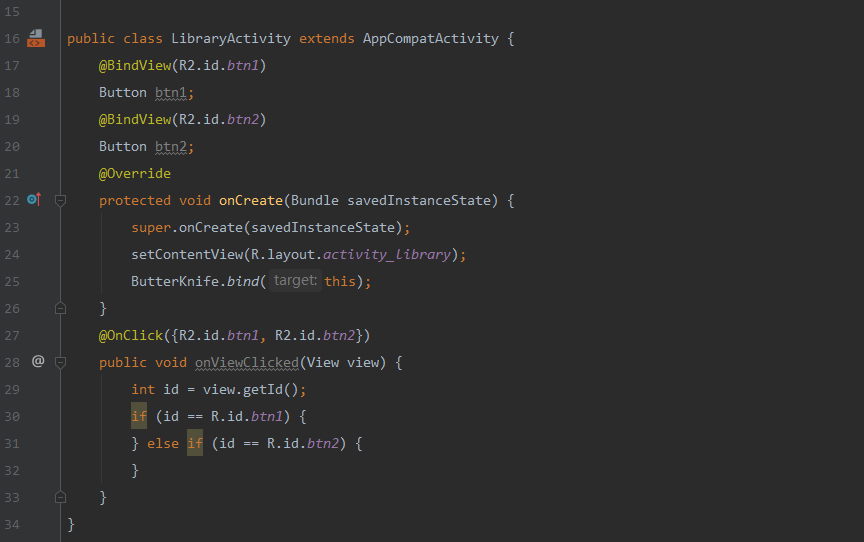 15
16 public class LibraryActivity extends AppCompatActivity {
17 @BindView(R2.id.btn1)
18 Button btn1;
19 @BindView(R2.id.btn2)
20 Button btn2;
21 @Override
22 protected void onCreate(Bundle savedInstanceState) {
23 super.onCreate(savedInstanceState);
24 setContentView(R.layout.activity_library);
25 ButterKnife.bind( target: this);
26 }
27 @OnClick({R2.id.btn1, R2.id.btn2})
28 @ public void onViewClicked(View view) {
29 int id = view.getId();
30 if (id == R.id.btn1) {
31 } else if (id == R.id.btn2) {
32 }
33 }
34 }